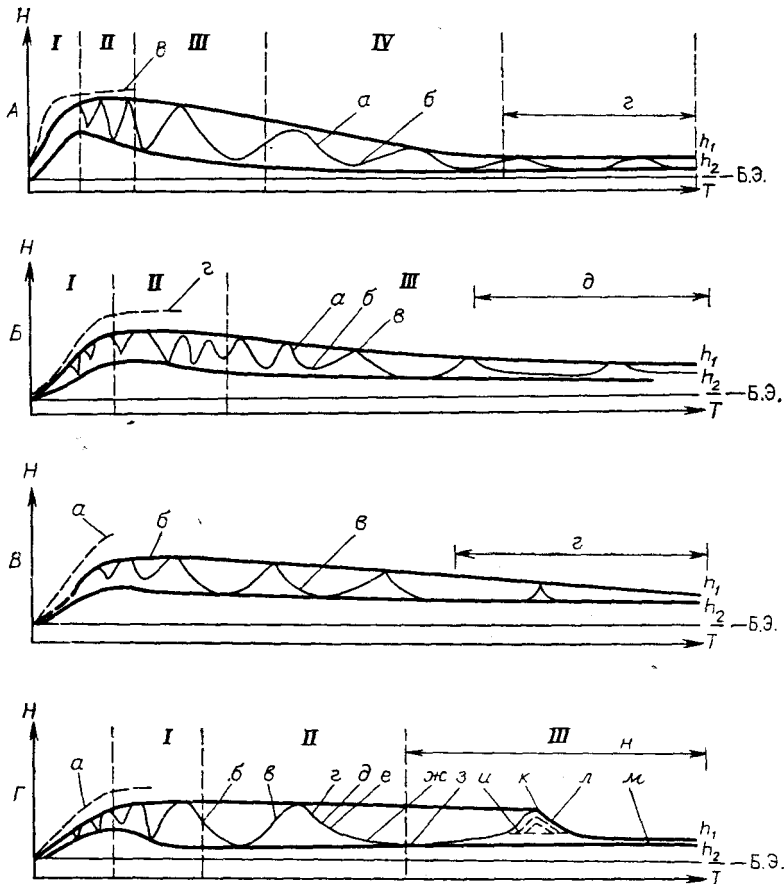 H
I II III IV
в
а б
г
А
h₁
h₂
Б.Э.
T
H
I II III
г
а б в
д
Б
h₁
h₂
Б.Э.
T
H
а б
в
г
В
h₁
h₂
Б.Э.
T
H
I II III
н
а
б в г д е ж з и к л м
Г
h₁
h₂
Б.Э.
T